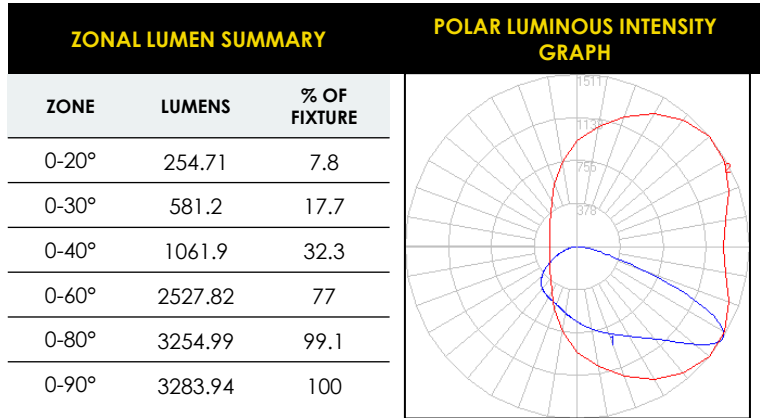 ZONAL LUMEN SUMMARY
POLAR LUMINOUS INTENSITY
GRAPH
ZONE LUMENS % OF
FIXTURE
0-20° 254.71 7.8
0-30° 581.2 17.7
0-40° 1061.9 32.3
0-60° 2527.82 77
0-80° 3254.99 99.1
0-90° 3283.94 100
1511
755
378
2
1